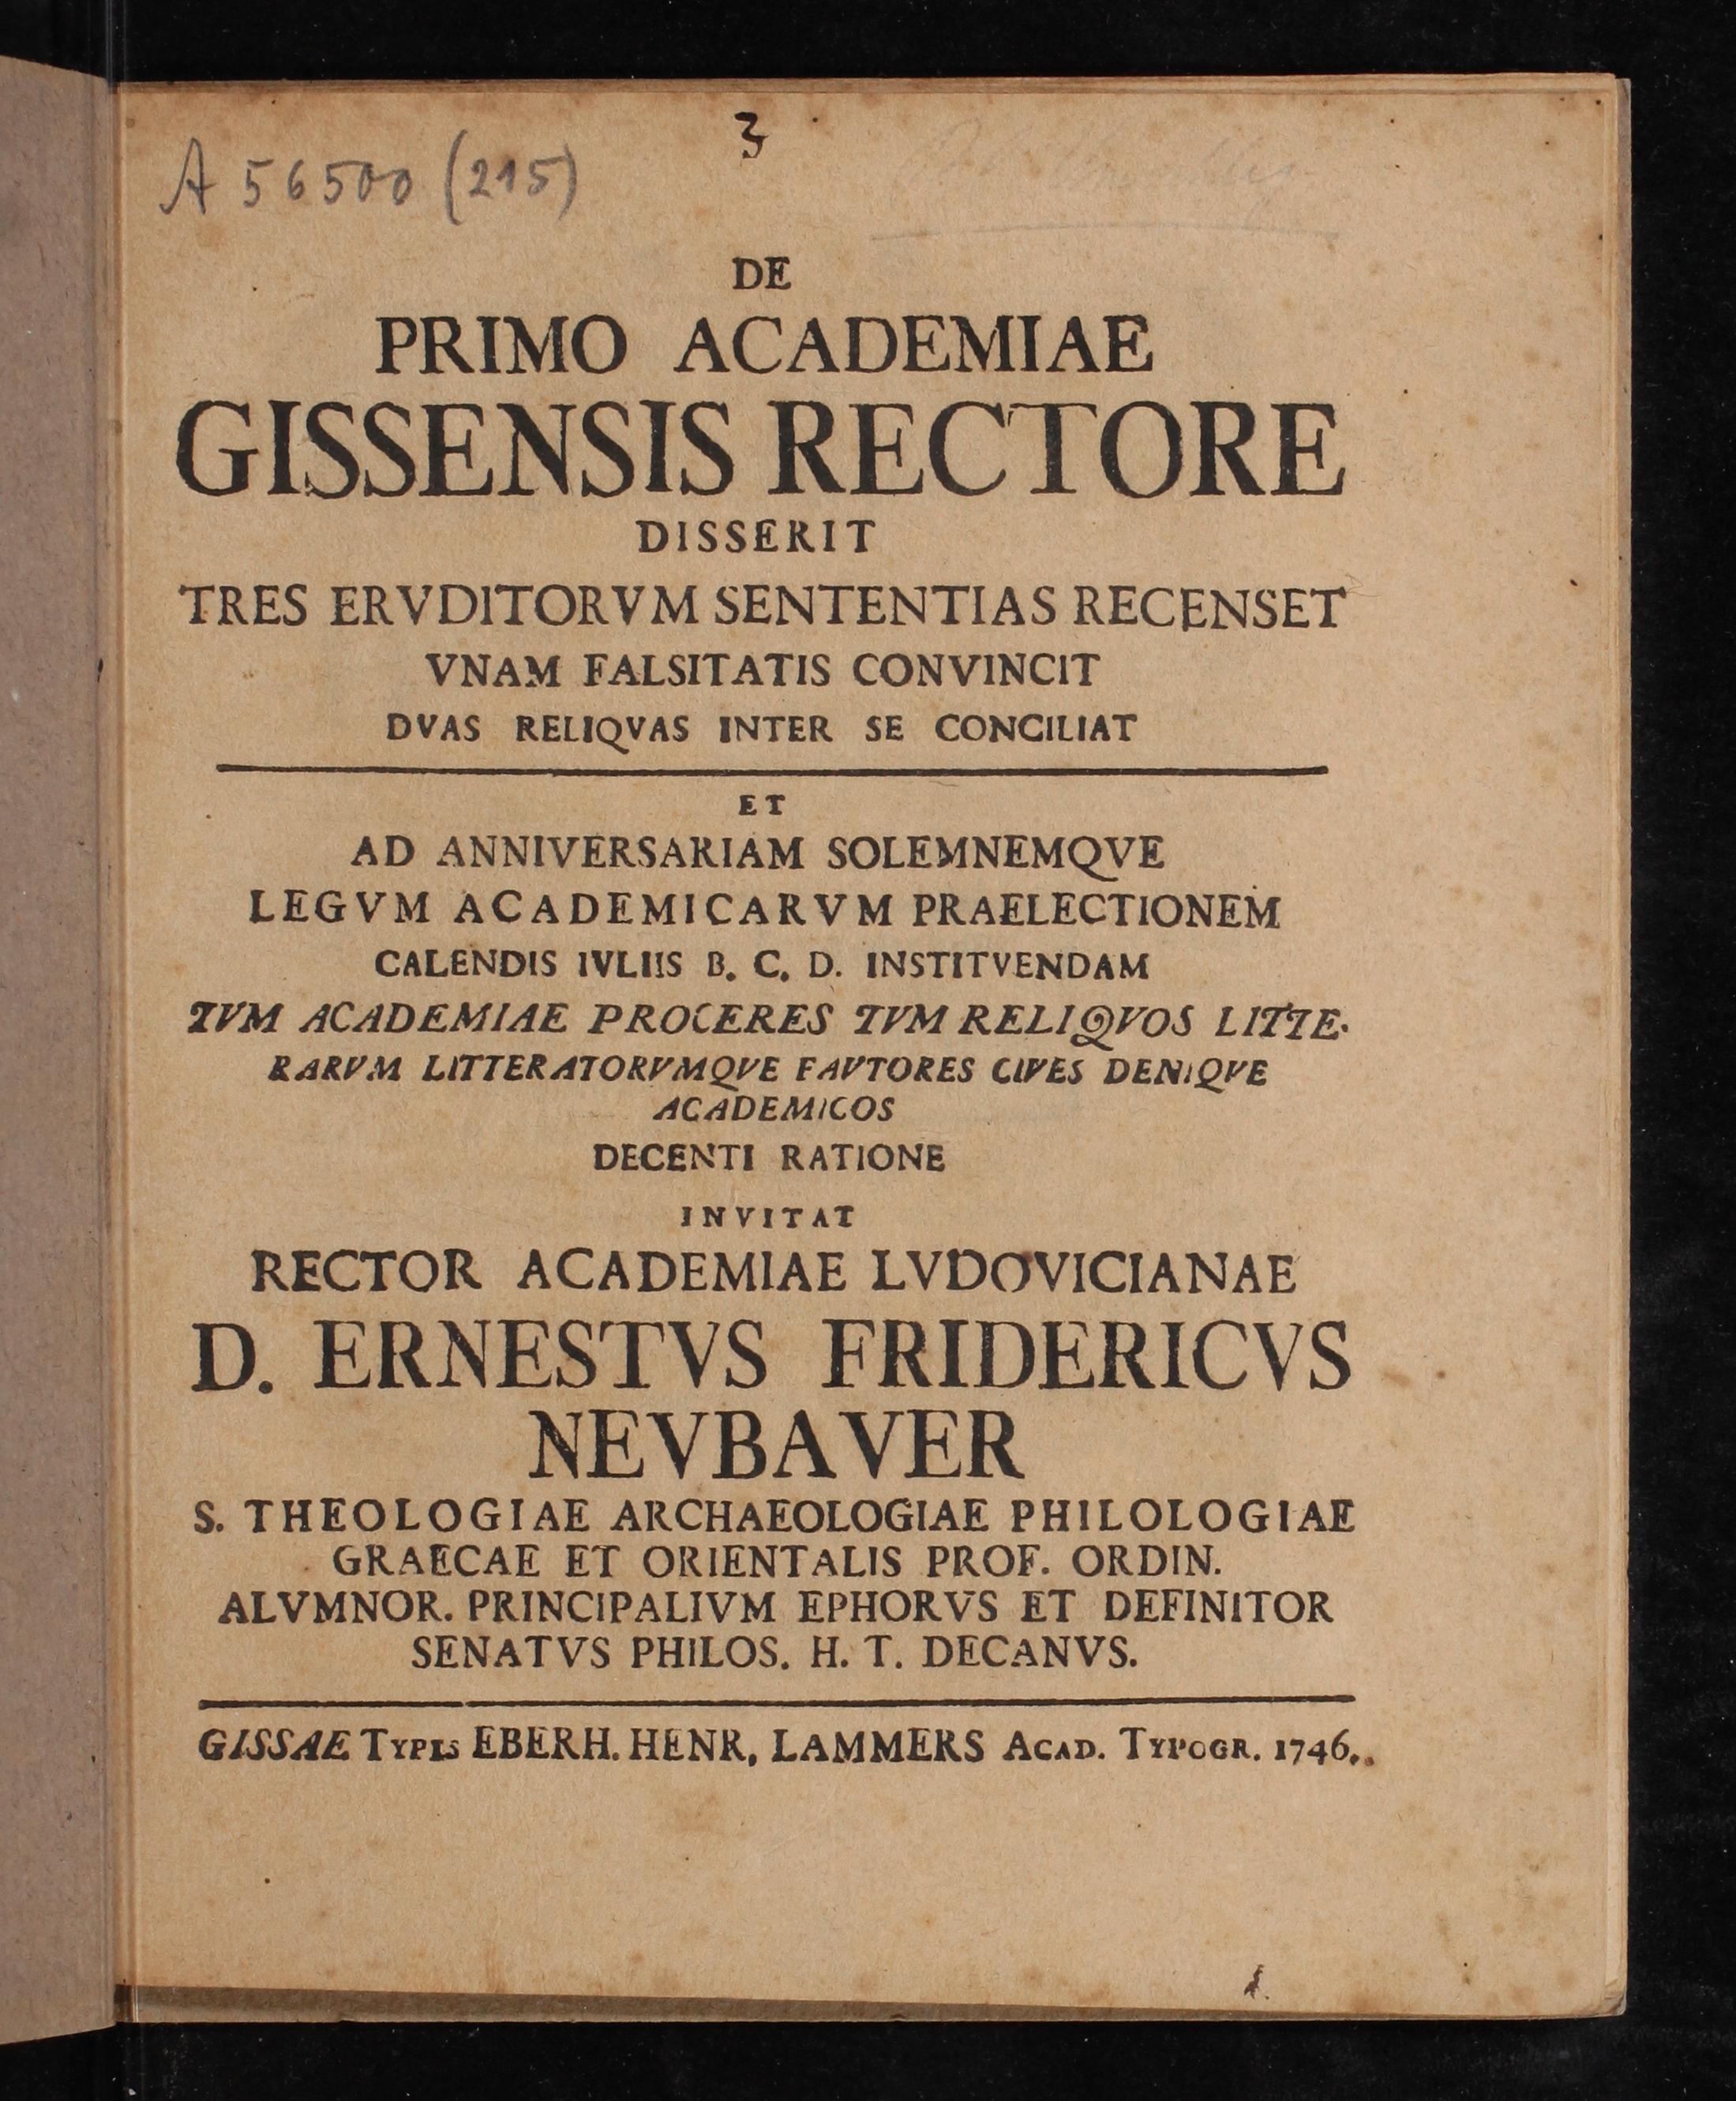 3
A 56500 (215)
DE
PRIMO ACADEMIAE
GISSENSIS RECTORE
DISSERIT
TRES ERVDITORVM SENTENTIAS RECENSET
VNAM FALSITATIS CONVINCIT
DVAS RELIQVAS INTER SE CONCILIAT
ET
AD ANNIVERSARIAM SOLEMNEMQVE
LEGVM ACADEMICARVM PRAELECTIONEM
CALENDIS IVLIIS B. C. D. INSTITVENDAM
TVM ACADEMIAE PROCERES TVM RELIQVOS LITTE-
RARVM LITTERATORVMQVE FAVTORES CIVES DENIQVE
ACADEMICOS
DECENTI RATIONE
INVITAT
RECTOR ACADEMIAE LVDOVICIANAE
D. ERNESTVS FRIDERICVS
NEVBAVER
S. THEOLOGIAE ARCHAEOLOGIAE PHILOLOGIAE
GRAECAE ET ORIENTALIS PROF. ORDIN.
ALVMNOR. PRINCIPALIVM EPHORVS ET DEFINITOR
SENATVS PHILOS. H. T. DECANVS.
GISSAE TYPIS EBERH. HENR, LAMMERS ACAD. TYPOGR. 1746.